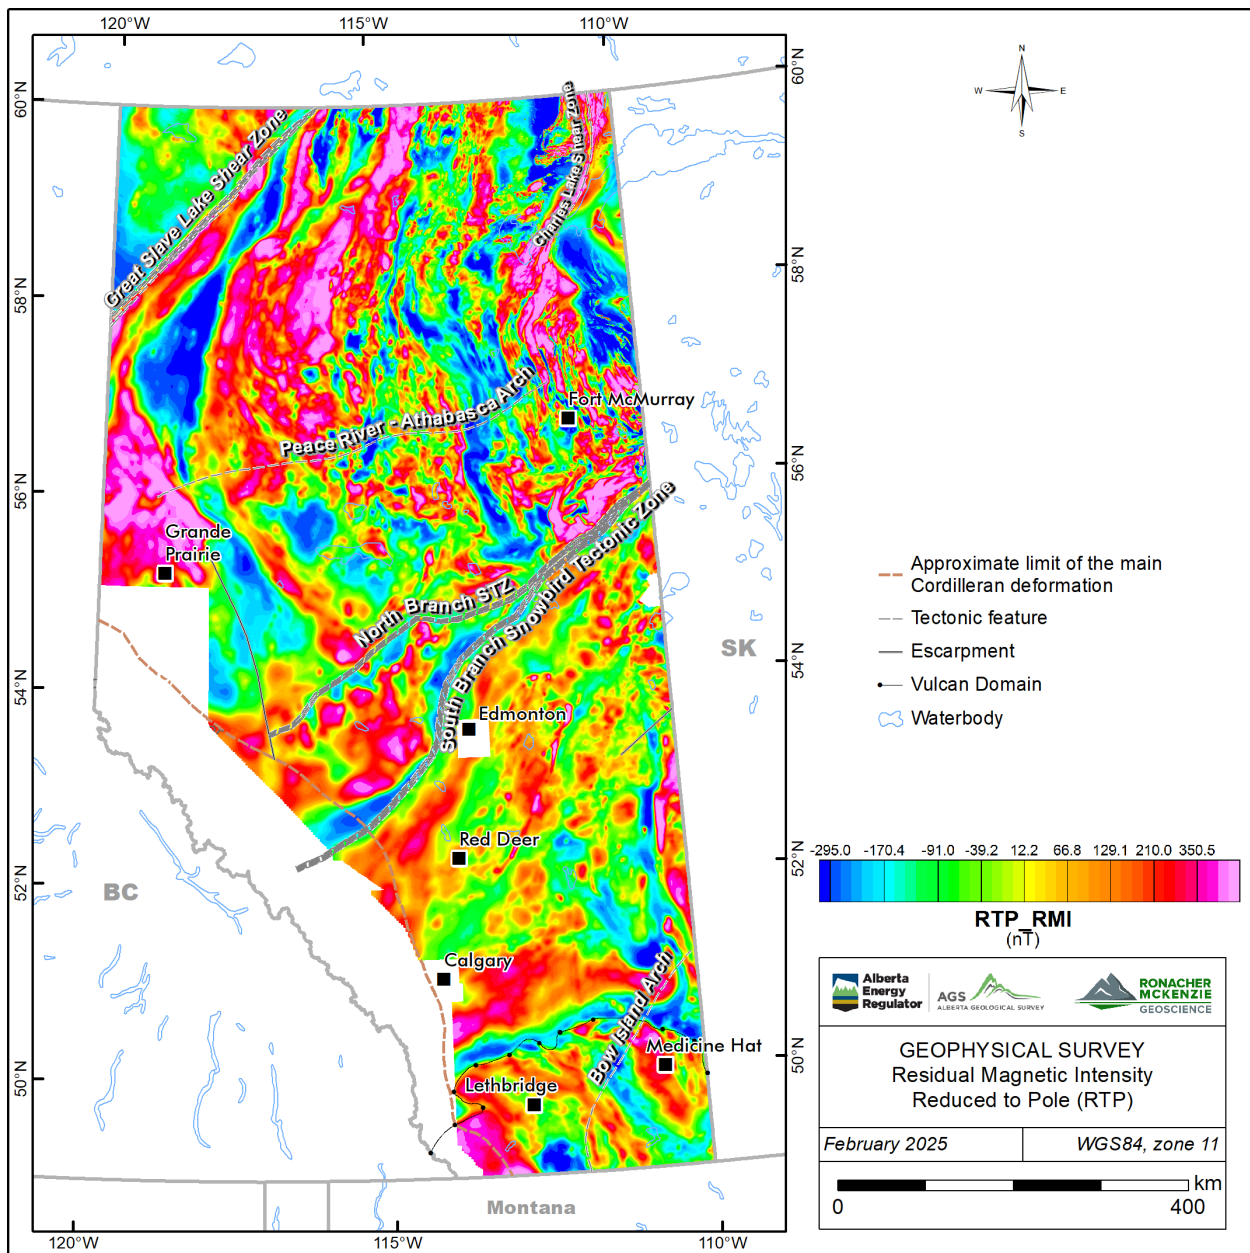 120°W
115°W
110°W
60°N
60°N
58°N
58°N
56°N
56°N
54°N
54°N
52°N
52°N
50°N
50°N
120°W
115°W
110°W
N
W
E
S
Great Slave Lake Shear Zone
Charles Lake Shear Zone
Peace River - Athabasca Arch
Fort McMurray
Grande
Prairie
North Branch STZ
South Branch Snowbird Tectonic Zone
Edmonton
Red Deer
Calgary
Bow Island Arch
Medicine Hat
Lethbridge
BC
SK
Montana
Approximate limit of the main
Cordilleran deformation
Tectonic feature
Escarpment
Vulcan Domain
Waterbody
-295.0 -170.4 -91.0 -39.2 12.2 66.8 129.1 210.0 350.5
RTP_RMI
(nT)
Alberta
Energy
Regulator
AGS
ALBERTA GEOLOGICAL SURVEY
RONACHER
MCKENZIE
GEOSCIENCE
GEOPHYSICAL SURVEY
Residual Magnetic Intensity
Reduced to Pole (RTP)
February 2025
WGS84, zone 11
km
0
400